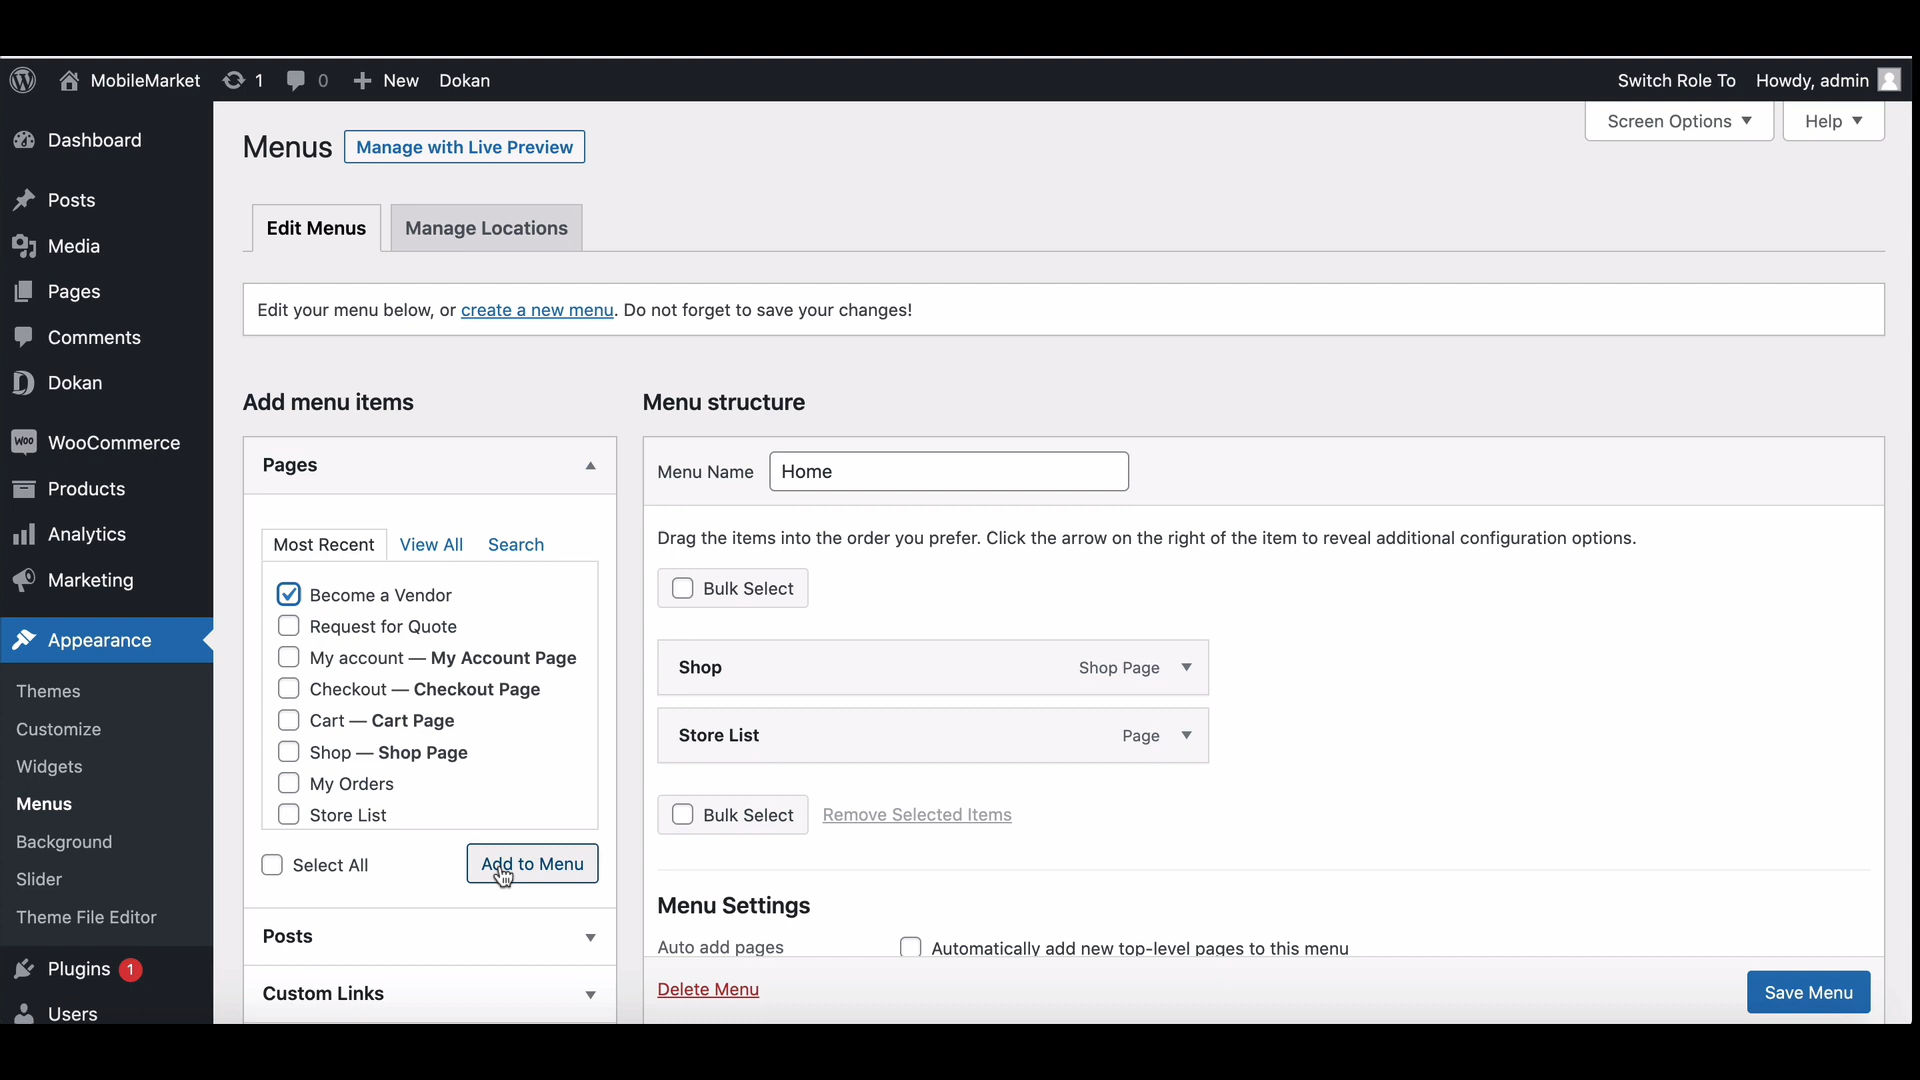 MobileMarket 1 0 New Dokan Switch Role To Howdy, admin
Screen Options Help
Dashboard
Posts
Media
Pages
Comments
Dokan
WooCommerce
Products
Analytics
Marketing
Appearance
Themes
Customize
Widgets
Menus
Background
Slider
Theme File Editor
Plugins 1
Users
Menus Manage with Live Preview
Edit Menus Manage Locations
Edit your menu below, or create a new menu. Do not forget to save your changes!
Add menu items
Pages
Most Recent View All Search
Become a Vendor
Request for Quote
My account — My Account Page
Checkout — Checkout Page
Cart — Cart Page
Shop — Shop Page
My Orders
Store List
Select All Add to Menu
Posts
Custom Links
Menu structure
Menu Name Home
Drag the items into the order you prefer. Click the arrow on the right of the item to reveal additional configuration options.
Bulk Select
Shop Shop Page
Store List Page
Bulk Select Remove Selected Items
Menu Settings
Auto add pages Automatically add new top-level pages to this menu
Delete Menu Save Menu